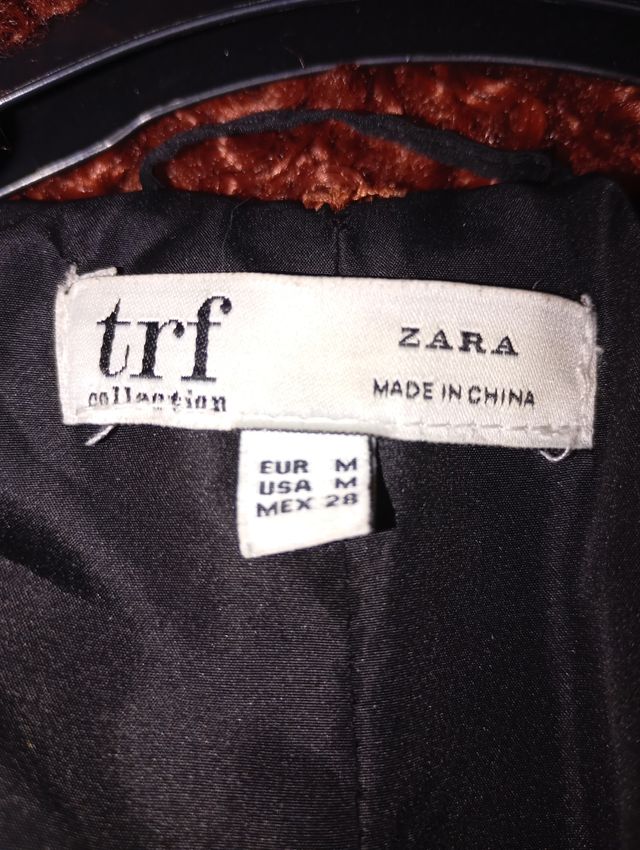 trf
collection
ZARA
MADE IN CHINA
EUR M
USA M
MEX 28